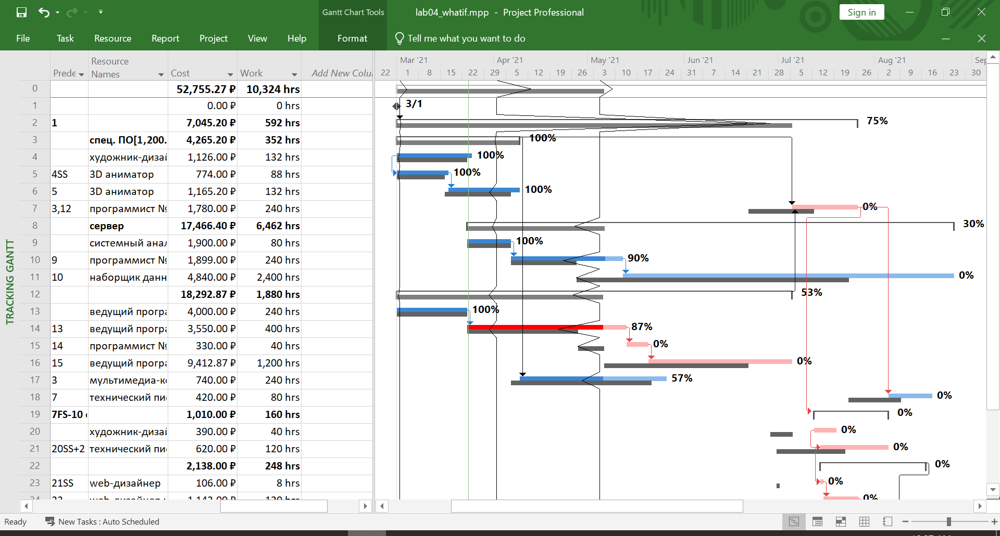 Gantt Chart Tools
lab04_whatif.mpp - Project Professional
Sign in
File Task Resource Report Project View Help Format Tell me what you want to do
TRACKING GANTT
Prede Resource Names Cost Work Add New Colu
Mar '21 Apr '21 May '21 Jun '21 Jul '21 Aug '21 Sep
22 1 8 15 22 29 5 12 19 26 3 10 17 24 31 7 14 21 28 5 12 19 26 2 9 16 23 30
0 52,755.27 ₽ 10,324 hrs
1 0.00 ₽ 0 hrs 3/1
2 1 7,045.20 ₽ 592 hrs 75%
3 спец. ПО[1,200. 4,265.20 ₽ 352 hrs 100%
4 художник-дизай 1,126.00 ₽ 132 hrs 100%
5 4SS 3D аниматор 774.00 ₽ 88 hrs 100%
6 5 3D аниматор 1,165.20 ₽ 132 hrs 100%
7 3,12 программист № 1,780.00 ₽ 240 hrs 0%
8 сервер 17,466.40 ₽ 6,462 hrs 30%
9 системный анал 1,900.00 ₽ 80 hrs 100%
10 9 программист № 1,899.00 ₽ 240 hrs 90%
11 10 наборщик данн 4,840.00 ₽ 2,400 hrs 0%
12 18,292.87 ₽ 1,880 hrs 53%
13 ведущий програ 4,000.00 ₽ 240 hrs 100%
14 13 ведущий програ 3,550.00 ₽ 400 hrs 87%
15 14 программист № 330.00 ₽ 40 hrs 0%
16 15 ведущий програ 9,412.87 ₽ 1,200 hrs 0%
17 3 мультимедиа-ко 740.00 ₽ 240 hrs 57%
18 7 технический пи 420.00 ₽ 80 hrs 0%
19 7FS-10 1,010.00 ₽ 160 hrs 0%
20 художник-дизай 390.00 ₽ 40 hrs 0%
21 20SS+2 технический пи 620.00 ₽ 120 hrs 0%
22 2,138.00 ₽ 248 hrs 0%
23 21SS web-дизайнер 106.00 ₽ 8 hrs 0%
24 23 web-дизайнер 1,142.00 ₽ 120 hrs 0%
Ready New Tasks : Auto Scheduled